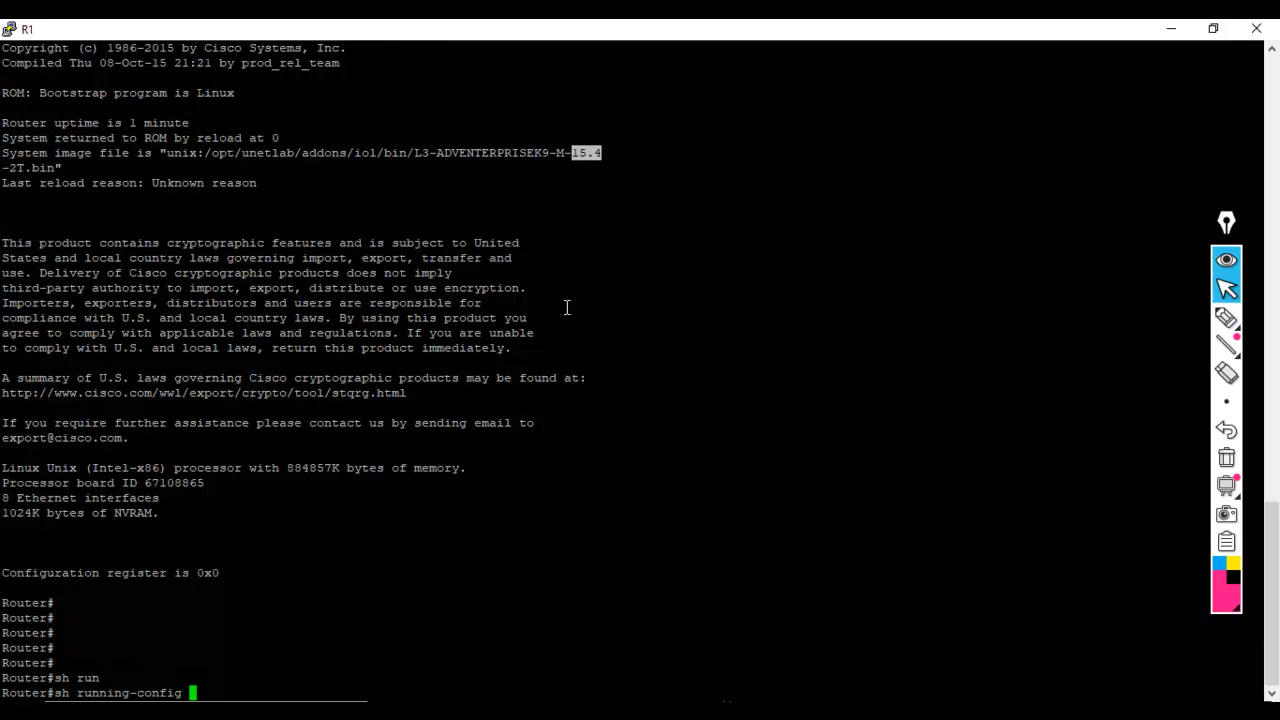 R1
Copyright (c) 1986-2015 by Cisco Systems, Inc.
Compiled Thu 08-Oct-15 21:21 by prod_rel_team
ROM: Bootstrap program is Linux
Router uptime is 1 minute
System returned to ROM by reload at 0
System image file is "unix:/opt/unetlab/addons/iol/bin/L3-ADVENTERPRISEK9-M-15.4
-2T.bin"
Last reload reason: Unknown reason
This product contains cryptographic features and is subject to United
States and local country laws governing import, export, transfer and
use. Delivery of Cisco cryptographic products does not imply
third-party authority to import, export, distribute or use encryption.
Importers, exporters, distributors and users are responsible for
compliance with U.S. and local country laws. By using this product you
agree to comply with applicable laws and regulations. If you are unable
to comply with U.S. and local laws, return this product immediately.
A summary of U.S. laws governing Cisco cryptographic products may be found at:
http://www.cisco.com/wwl/export/crypto/tool/stqrg.html
If you require further assistance please contact us by sending email to
export@cisco.com.
Linux Unix (Intel-x86) processor with 884857K bytes of memory.
Processor board ID 67108865
8 Ethernet interfaces
1024K bytes of NVRAM.
Configuration register is 0x0
Router#
Router#
Router#
Router#
Router#
Router#sh run
Router#sh running-config